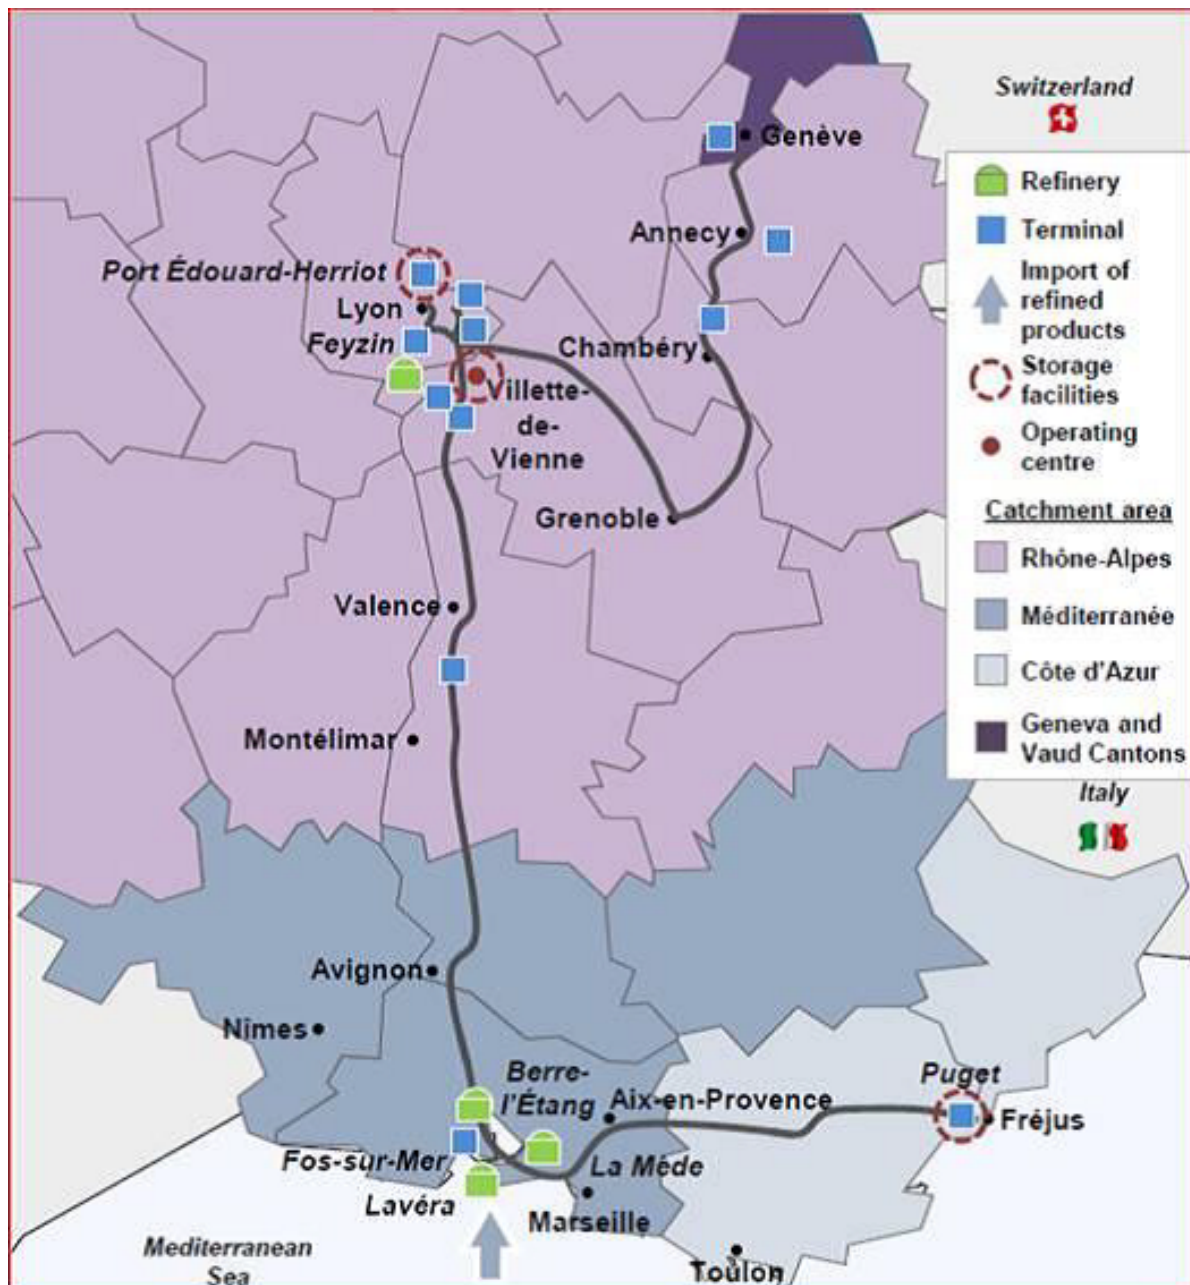 Switzerland
Genève
Refinery
Annecy
Terminal
Port Édouard-Herriot
Import of
refined
products
Lyon
Feyzin
Chambéry
Storage
facilities
Villette-
de-
Vienne
Operating
centre
Grenoble
Catchment area
Rhône-Alpes
Valence
Méditerranée
Côte d'Azur
Montélimar
Geneva and
Vaud Cantons
Italy
Avignon
Nîmes
Berre-
l'Étang
Puget
Aix-en-Provence
Fréjus
Fos-sur-Mer
La Mède
Lavéra
Marseille
Mediterranean
Sea
Toulon